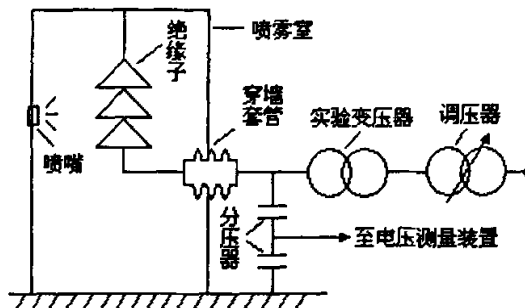 绝缘子
喷雾室
穿墙
套管
实验变压器
调压器
喷嘴
分压器
至电压测量装置